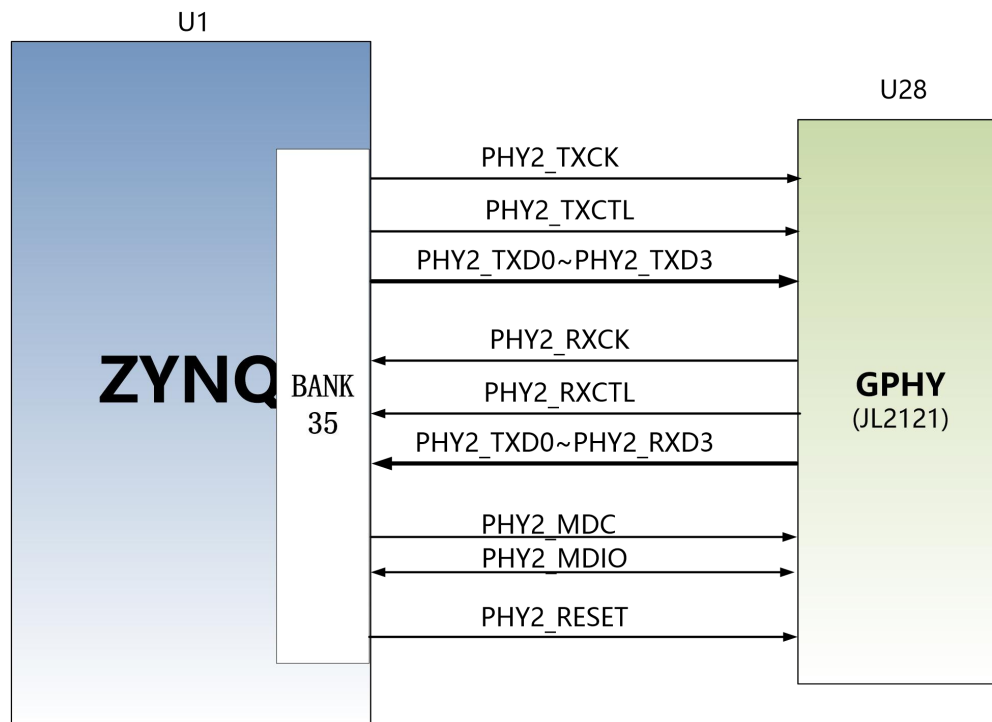 U1
U28
PHY2_TXCK
PHY2_TXCTL
PHY2_TXD0~PHY2_TXD3
PHY2_RXCK
PHY2_RXCTL
PHY2_TXD0~PHY2_RXD3
PHY2_MDC
PHY2_MDIO
PHY2_RESET
ZYNQ
BANK
35
GPHY
(JL2121)